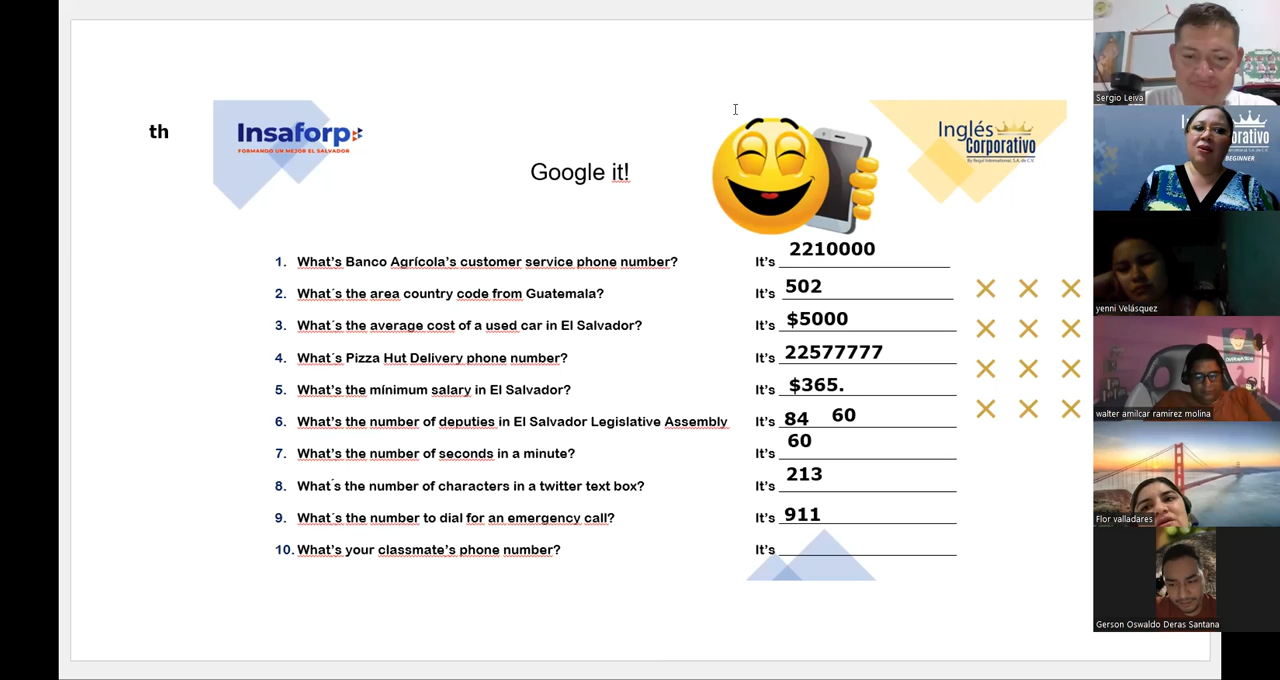 th
Insaforp
FORMANDO UN MEJOR EL SALVADOR
Google it!
Inglés
Corporativo
1. What's Banco Agrícola's customer service phone number? It's 2210000
2. What´s the area country code from Guatemala? It's 502
3. What´s the average cost of a used car in El Salvador? It's $5000
4. What´s Pizza Hut Delivery phone number? It's 22577777
5. What's the mínimum salary in El Salvador? It's $365.
6. What's the number of deputies in El Salvador Legislative Assembly It's 84 60
7. What's the number of seconds in a minute? It's 60
8. What´s the number of characters in a twitter text box? It's 213
9. What´s the number to dial for an emergency call? It's 911
10. What's your classmate's phone number? It's
Sergio Leiva
BEGINNER
yenni Velásquez
walter amilcar ramirez molina
Flor valladares
Gerson Oswaldo Deras Santana